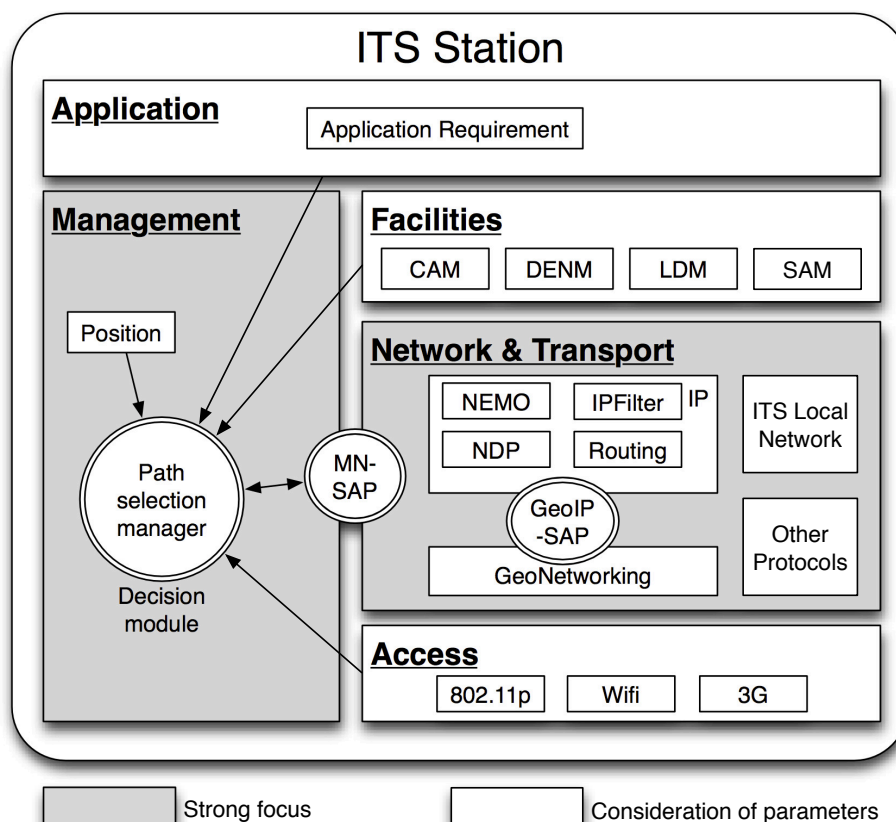 ITS Station
Application
Application Requirement
Management
Position
Path
selection
manager
Decision
module
MN-
SAP
Facilities
CAM
DENM
LDM
SAM
Network & Transport
NEMO
IPFilter
IP
NDP
Routing
GeoIP
-SAP
GeoNetworking
ITS Local
Network
Other
Protocols
Access
802.11p
Wifi
3G
Strong focus
Consideration of parameters